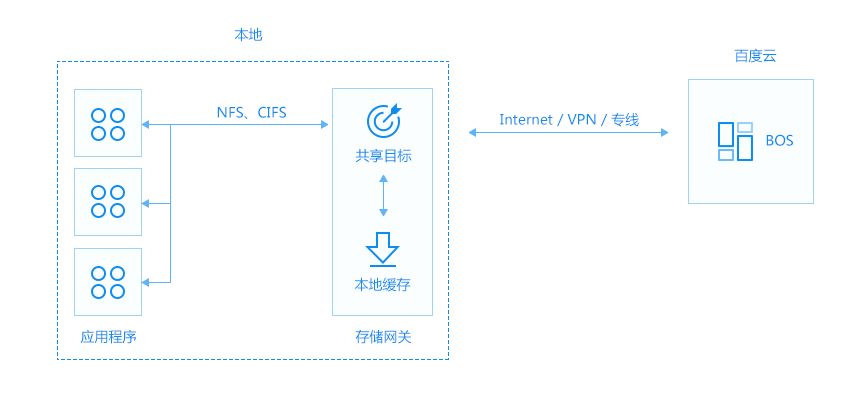 本地
百度云
NFS、CIFS
Internet / VPN / 专线
BOS
共享目标
本地缓存
应用程序
存储网关